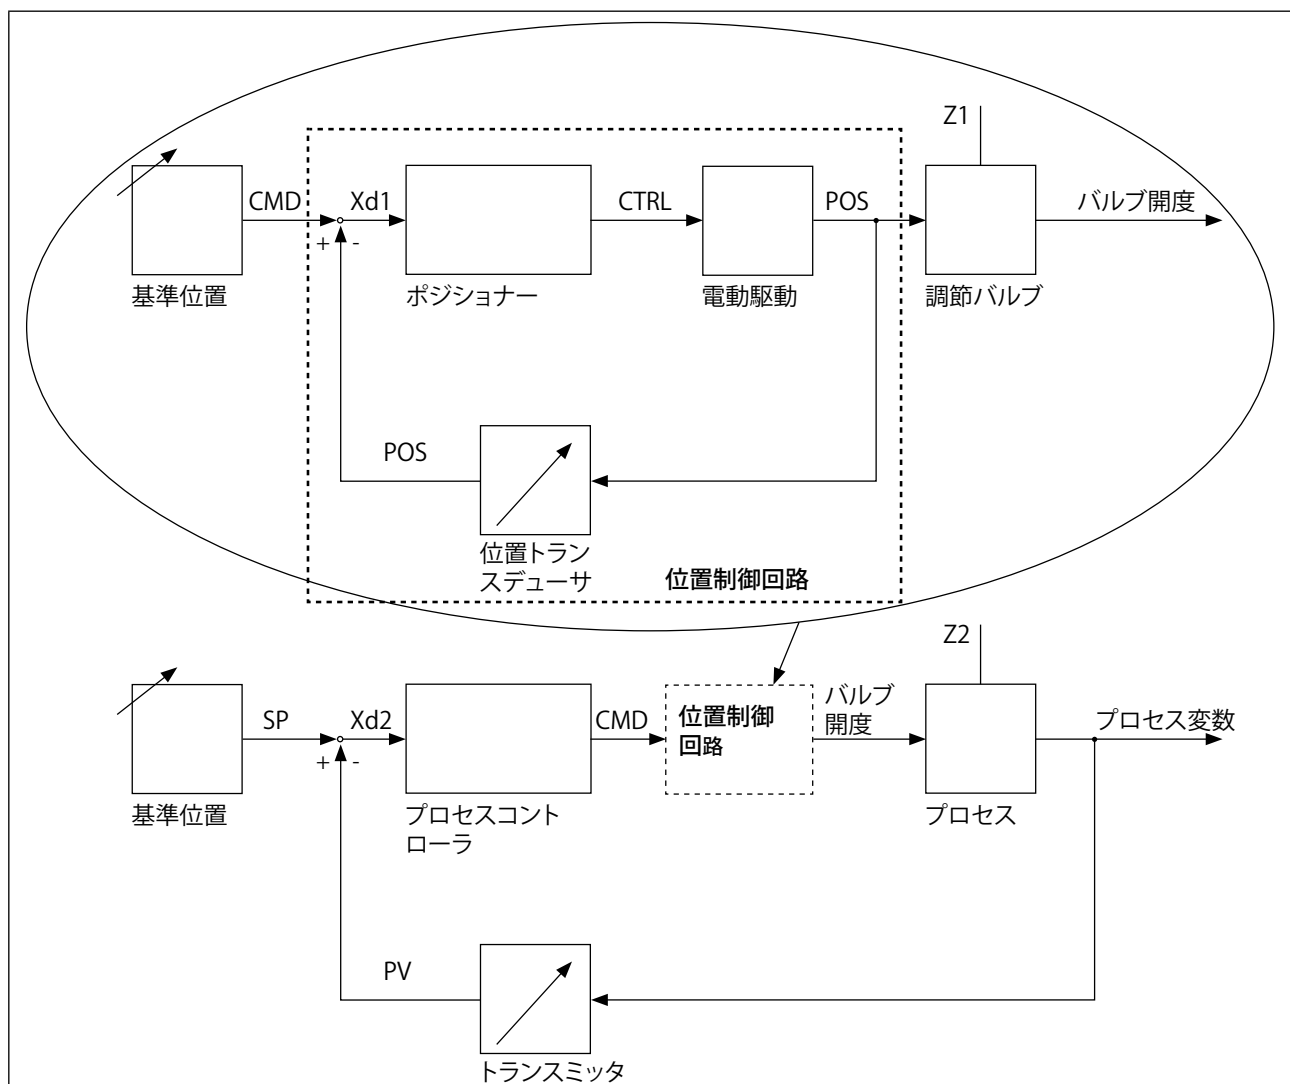 Z1
CMD
Xd1
CTRL
POS
バルブ開度
+ -
基準位置
ポジショナー
電動駆動
調節バルブ
POS
位置トラン
スデューサ
位置制御回路
Z2
SP
Xd2
CMD
位置制御
回路
バルブ
開度
プロセス変数
+ -
基準位置
プロセスコント
ローラ
プロセス
PV
トランスミッタ